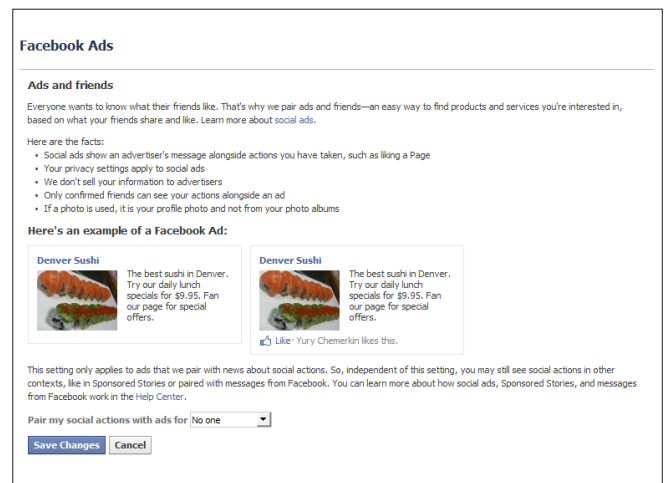 Facebook Ads
Ads and friends
Everyone wants to know what their friends like. That's why we pair ads and friends—an easy way to find products and services you're interested in,
based on what your friends share and like. Learn more about social ads.
Here are the facts:
▪ Social ads show an advertiser's message alongside actions you have taken, such as liking a Page
▪ Your privacy settings apply to social ads
▪ We don't sell your information to advertisers
▪ Only confirmed friends can see your actions alongside an ad
▪ If a photo is used, it is your profile photo and not from your photo albums
Here's an example of a Facebook Ad:
Denver Sushi
The best sushi in Denver.
Try our daily lunch
specials for $9.95. Fan
our page for special
offers.
Denver Sushi
The best sushi in Denver.
Try our daily lunch
specials for $9.95. Fan
our page for special
offers.
Like · Yury Chemerkin likes this.
This setting only applies to ads that we pair with news about social actions. So, independent of this setting, you may still see social actions in other
contexts, like in Sponsored Stories or paired with messages from Facebook. You can learn more about how social ads, Sponsored Stories, and messages
from Facebook work in the Help Center.
Pair my social actions with ads for No one
Save Changes Cancel